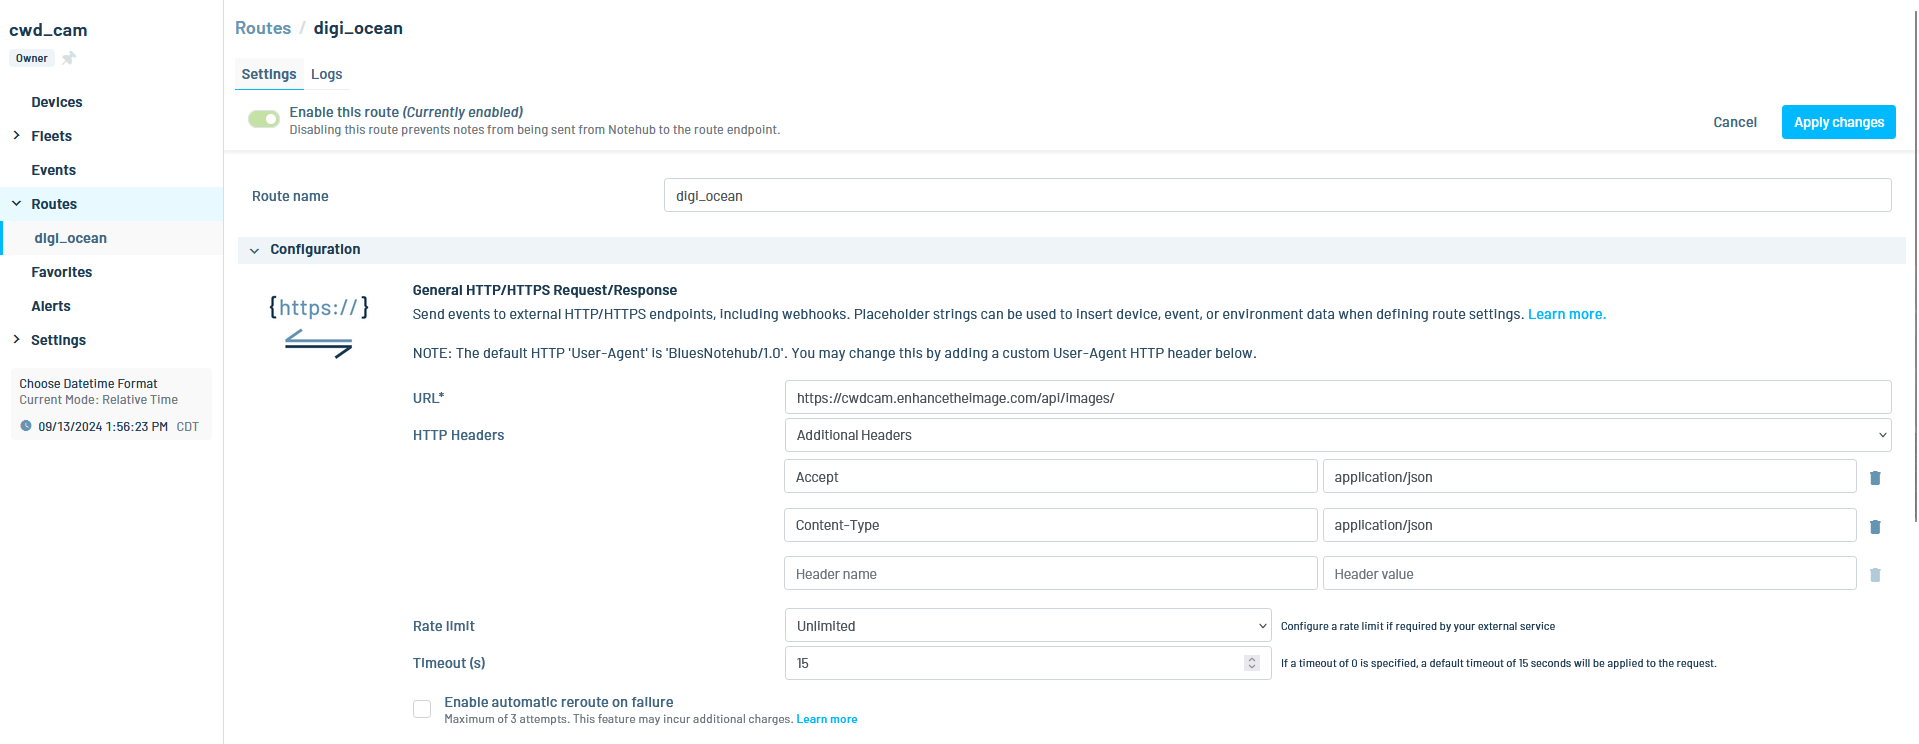 cwd_cam
Owner
Devices
Fleets
Events
Routes
digi_ocean
Favorites
Alerts
Settings
Choose Datetime Format
Current Mode: Relative Time
09/13/2024 1:56:23 PM CDT
Routes / digi_ocean
Settings Logs
Enable this route (Currently enabled)
Disabling this route prevents notes from being sent from Notehub to the route endpoint.
Cancel Apply changes
Route name digi_ocean
Configuration
{https://}
General HTTP/HTTPS Request/Response
Send events to external HTTP/HTTPS endpoints, including webhooks. Placeholder strings can be used to insert device, event, or environment data when defining route settings. Learn more.
NOTE: The default HTTP 'User-Agent' is 'BluesNotehub/1.0'. You may change this by adding a custom User-Agent HTTP header below.
URL* https://cwdcam.enhancetheimage.com/api/images/
HTTP Headers Additional Headers
Accept application/json
Content-Type application/json
Header name Header value
Rate limit Unlimited Configure a rate limit if required by your external service
Timeout (s) 15 If a timeout of 0 is specified, a default timeout of 15 seconds will be applied to the request.
Enable automatic reroute on failure
Maximum of 3 attempts. This feature may incur additional charges. Learn more